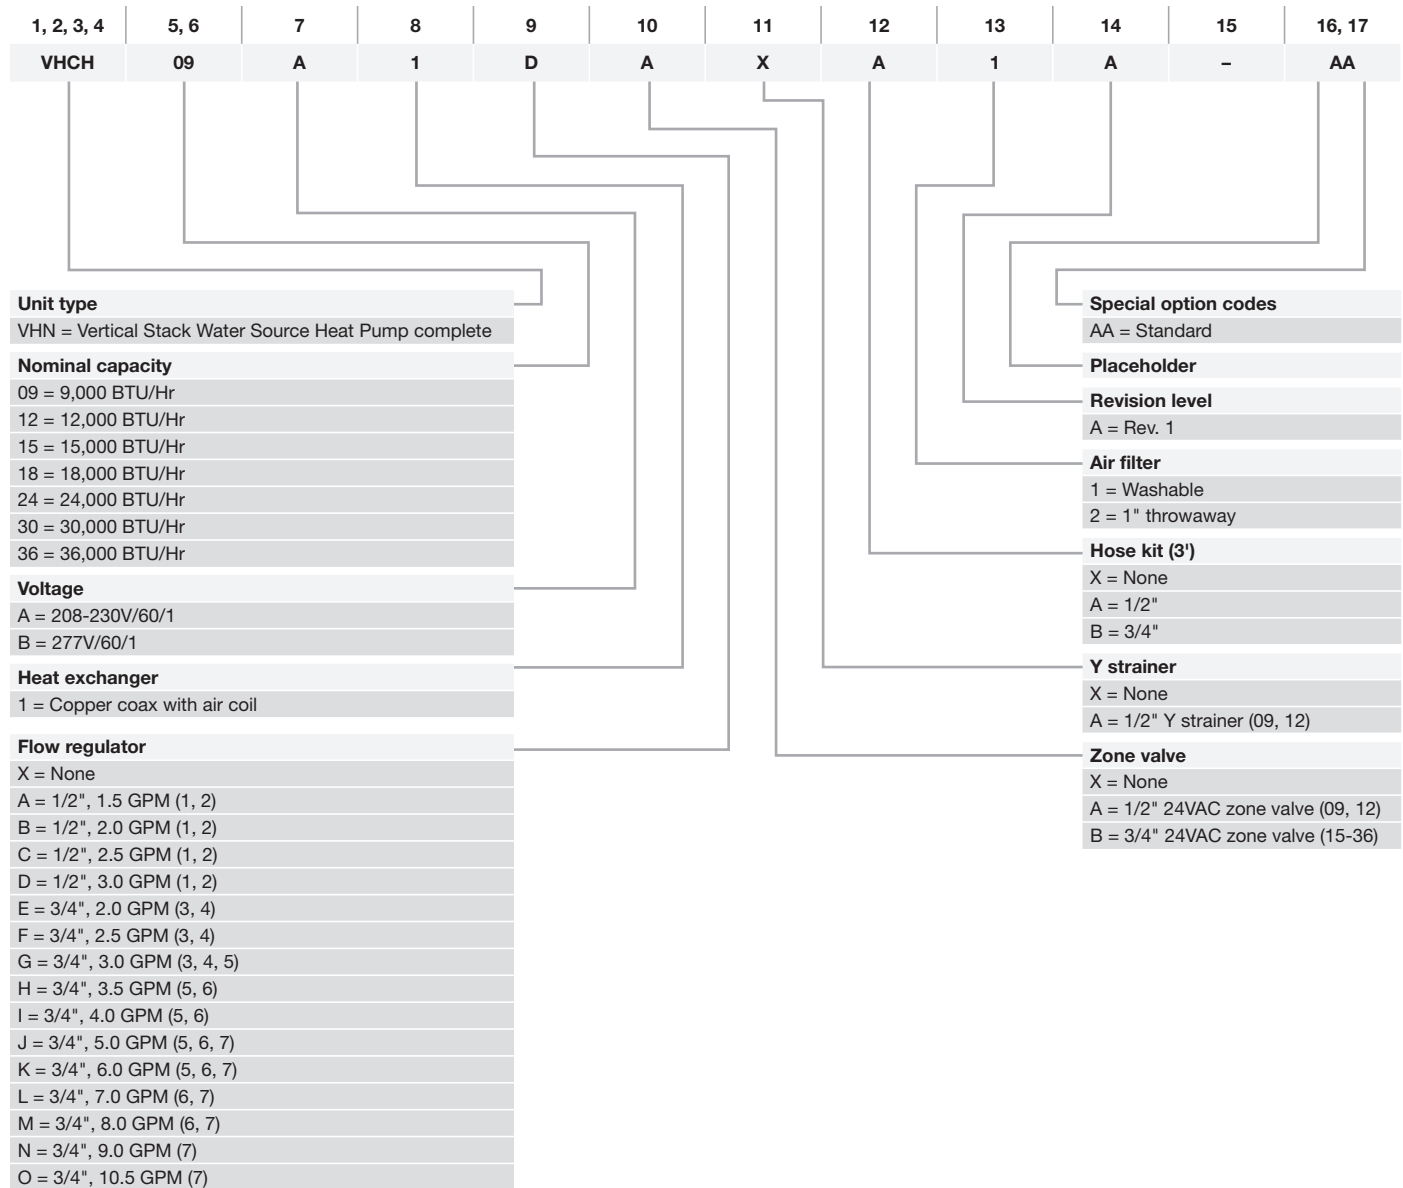 1, 2, 3, 4 5, 6 7 8 9 10 11 12 13 14 15 16, 17
VHCH 09 A 1 D A X A 1 A – AA
Unit type
VHN = Vertical Stack Water Source Heat Pump complete
Nominal capacity
09 = 9,000 BTU/Hr
12 = 12,000 BTU/Hr
15 = 15,000 BTU/Hr
18 = 18,000 BTU/Hr
24 = 24,000 BTU/Hr
30 = 30,000 BTU/Hr
36 = 36,000 BTU/Hr
Voltage
A = 208-230V/60/1
B = 277V/60/1
Heat exchanger
1 = Copper coax with air coil
Flow regulator
X = None
A = 1/2", 1.5 GPM (1, 2)
B = 1/2", 2.0 GPM (1, 2)
C = 1/2", 2.5 GPM (1, 2)
D = 1/2", 3.0 GPM (1, 2)
E = 3/4", 2.0 GPM (3, 4)
F = 3/4", 2.5 GPM (3, 4)
G = 3/4", 3.0 GPM (3, 4, 5)
H = 3/4", 3.5 GPM (5, 6)
I = 3/4", 4.0 GPM (5, 6)
J = 3/4", 5.0 GPM (5, 6, 7)
K = 3/4", 6.0 GPM (5, 6, 7)
L = 3/4", 7.0 GPM (6, 7)
M = 3/4", 8.0 GPM (6, 7)
N = 3/4", 9.0 GPM (7)
O = 3/4", 10.5 GPM (7)
Special option codes
AA = Standard
Placeholder
Revision level
A = Rev. 1
Air filter
1 = Washable
2 = 1" throwaway
Hose kit (3')
X = None
A = 1/2"
B = 3/4"
Y strainer
X = None
A = 1/2" Y strainer (09, 12)
Zone valve
X = None
A = 1/2" 24VAC zone valve (09, 12)
B = 3/4" 24VAC zone valve (15-36)